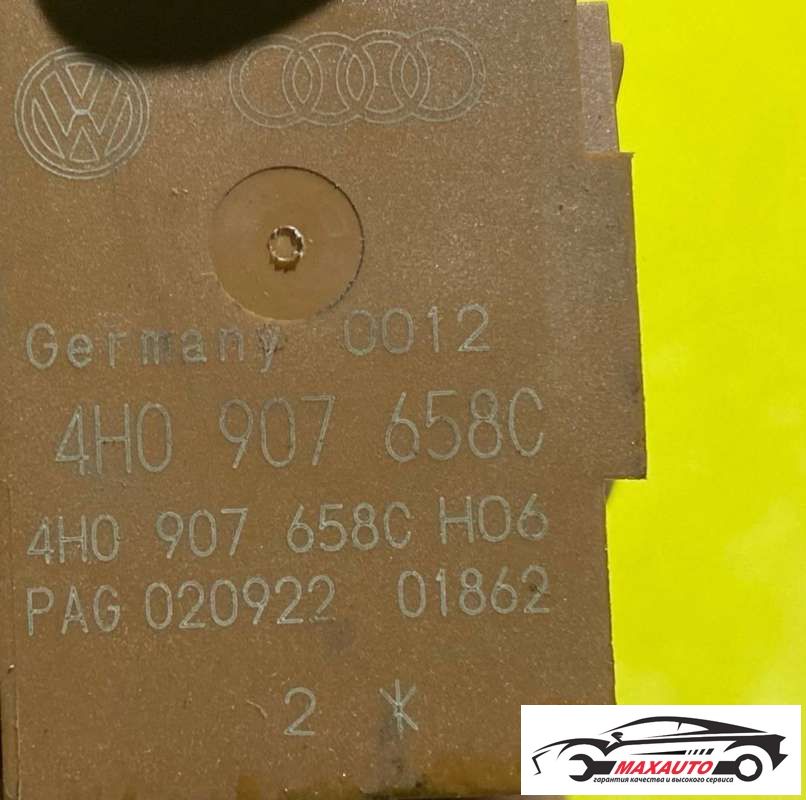 Germany 0012
4H0 907 658C
4H0 907 658C H06
PAG 020922 01862
2
MAXAUTO
гарантия качества и высокого сервиса